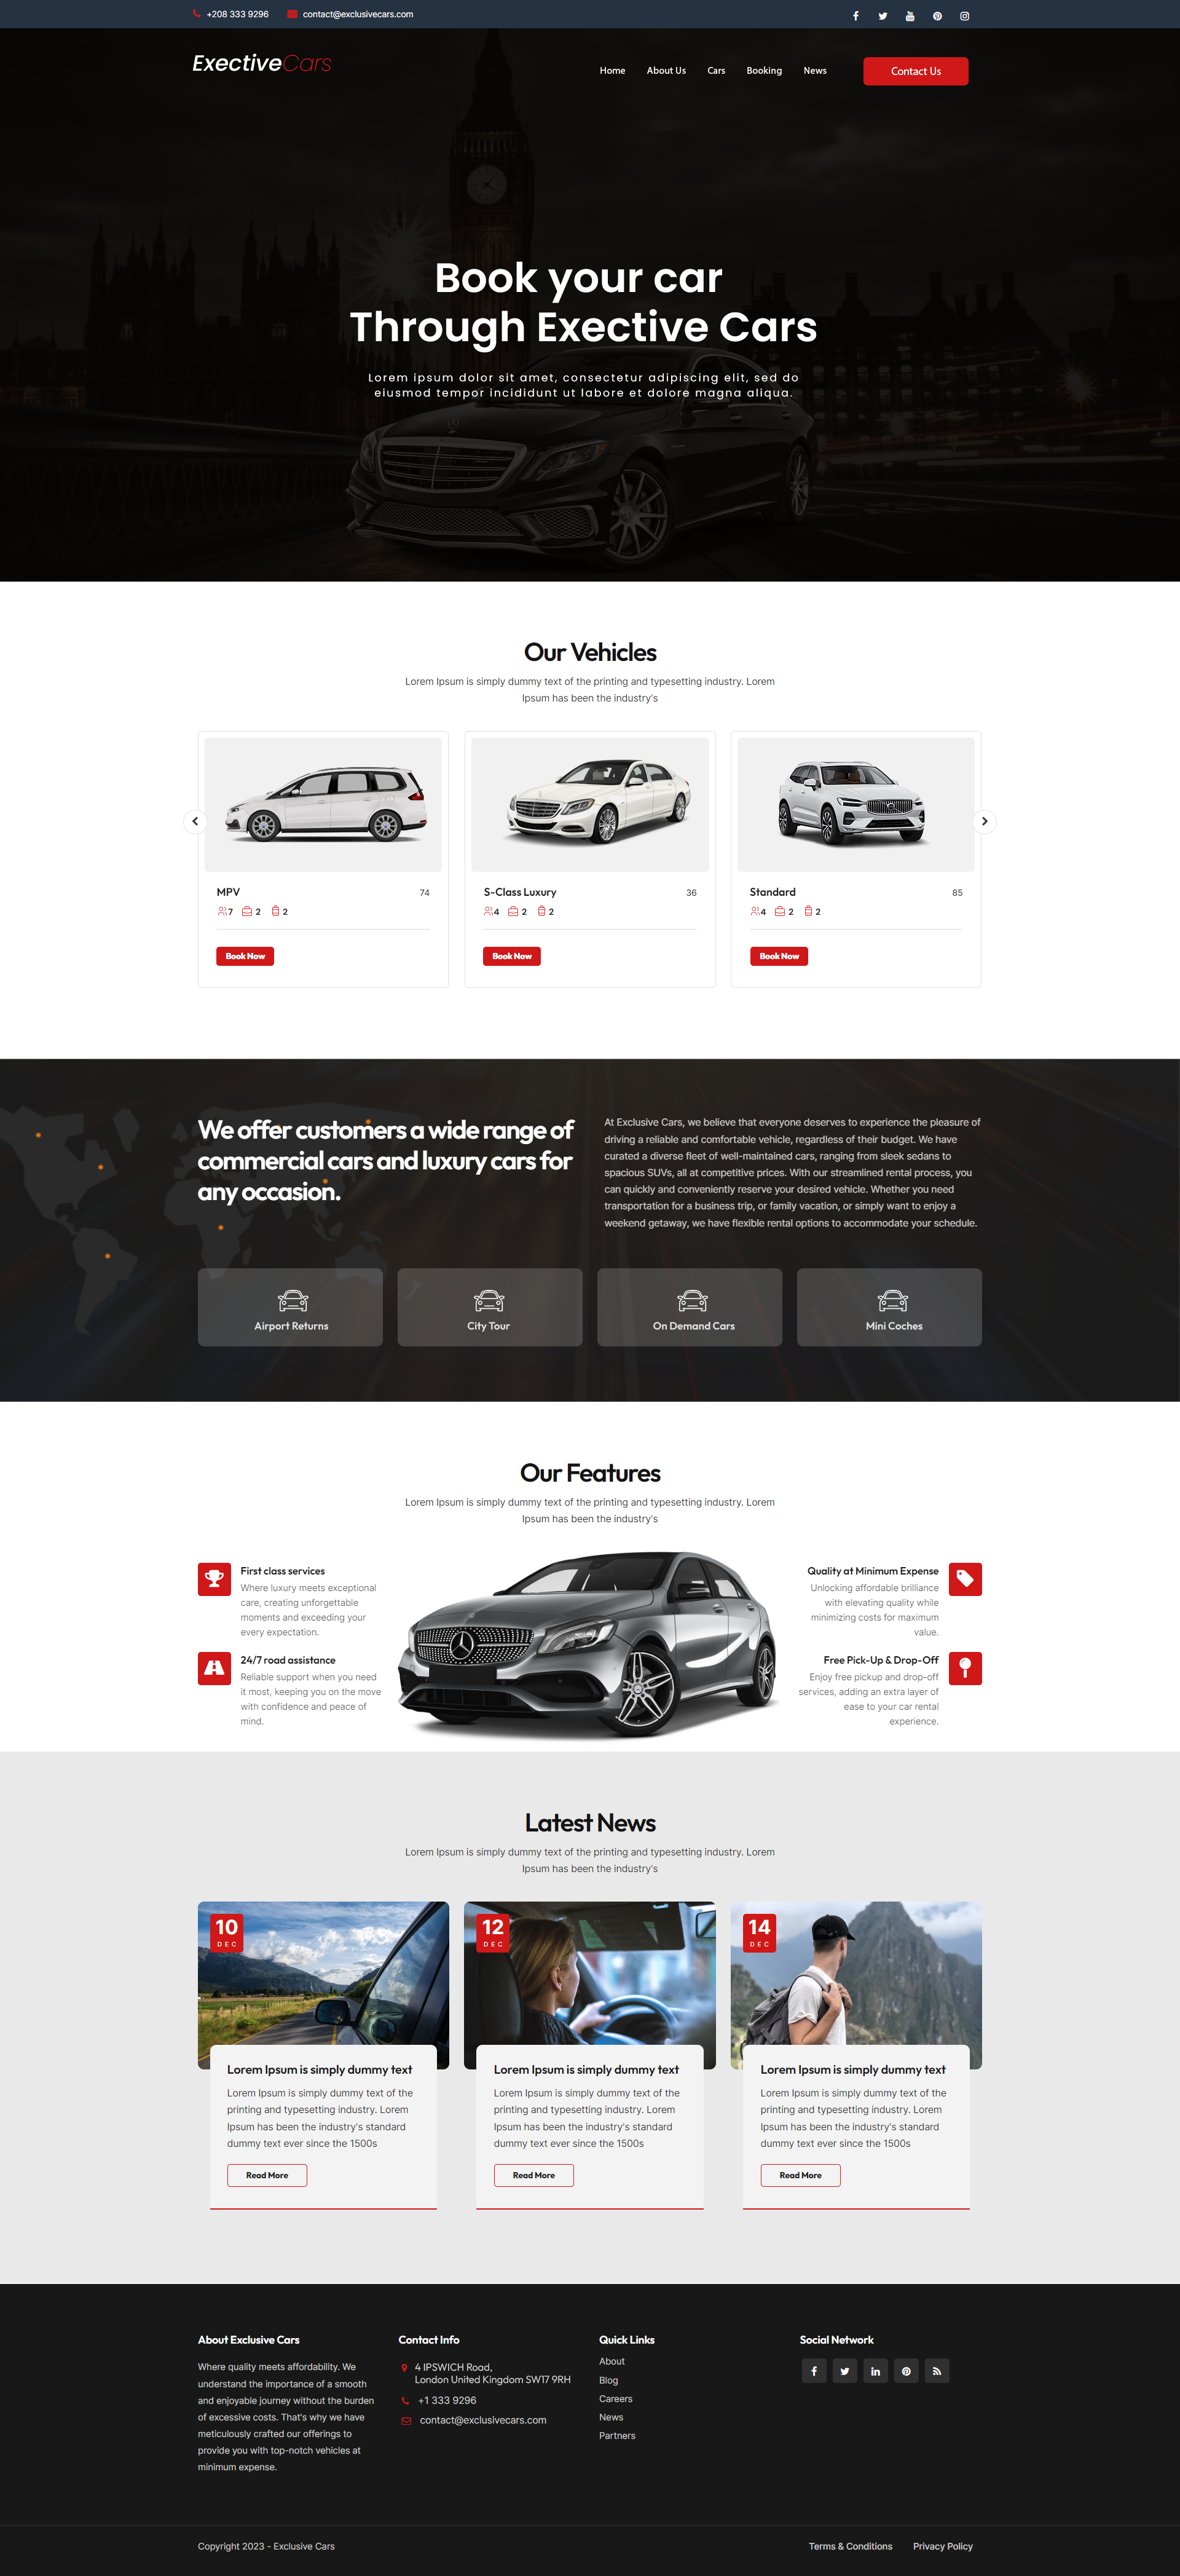 +208 333 9296 contact@exclusivecars.com
ExectiveCars
Home About Us Cars Booking News Contact Us
Book your car
Through Exective Cars
Lorem ipsum dolor sit amet, consectetur adipiscing elit, sed do
eiusmod tempor incididunt ut labore et dolore magna aliqua.
Our Vehicles
Lorem Ipsum is simply dummy text of the printing and typesetting industry. Lorem
Ipsum has been the industry's
MPV 74
7 2 2
Book Now
S-Class Luxury 36
4 2 2
Book Now
Standard 85
4 2 2
Book Now
We offer customers a wide range of
commercial cars and luxury cars for
any occasion.
At Exclusive Cars, we believe that everyone deserves to experience the pleasure of
driving a reliable and comfortable vehicle, regardless of their budget. We have
curated a diverse fleet of well-maintained cars, ranging from sleek sedans to
spacious SUVs, all at competitive prices. With our streamlined rental process, you
can quickly and conveniently reserve your desired vehicle. Whether you need
transportation for a business trip, or family vacation, or simply want to enjoy a
weekend getaway, we have flexible rental options to accommodate your schedule.
Airport Returns
City Tour
On Demand Cars
Mini Coches
Our Features
Lorem Ipsum is simply dummy text of the printing and typesetting industry. Lorem
Ipsum has been the industry's
First class services
Where luxury meets exceptional
care, creating unforgettable
moments and exceeding your
every expectation.
24/7 road assistance
Reliable support when you need
it most, keeping you on the move
with confidence and peace of
mind.
Quality at Minimum Expense
Unlocking affordable brilliance
with elevating quality while
minimizing costs for maximum
value.
Free Pick-Up & Drop-Off
Enjoy free pickup and drop-off
services, adding an extra layer of
ease to your car rental
experience.
Latest News
Lorem Ipsum is simply dummy text of the printing and typesetting industry. Lorem
Ipsum has been the industry's
10
DEC
Lorem Ipsum is simply dummy text
Lorem Ipsum is simply dummy text of the
printing and typesetting industry. Lorem
Ipsum has been the industry's standard
dummy text ever since the 1500s
Read More
12
DEC
Lorem Ipsum is simply dummy text
Lorem Ipsum is simply dummy text of the
printing and typesetting industry. Lorem
Ipsum has been the industry's standard
dummy text ever since the 1500s
Read More
14
DEC
Lorem Ipsum is simply dummy text
Lorem Ipsum is simply dummy text of the
printing and typesetting industry. Lorem
Ipsum has been the industry's standard
dummy text ever since the 1500s
Read More
About Exclusive Cars
Where quality meets affordability. We
understand the importance of a smooth
and enjoyable journey without the burden
of excessive costs. That's why we have
meticulously crafted our offerings to
provide you with top-notch vehicles at
minimum expense.
Contact Info
4 IPSWICH Road,
London United Kingdom SW17 9RH
+1 333 9296
contact@exclusivecars.com
Quick Links
About
Blog
Careers
News
Partners
Social Network
Copyright 2023 - Exclusive Cars
Terms & Conditions Privacy Policy